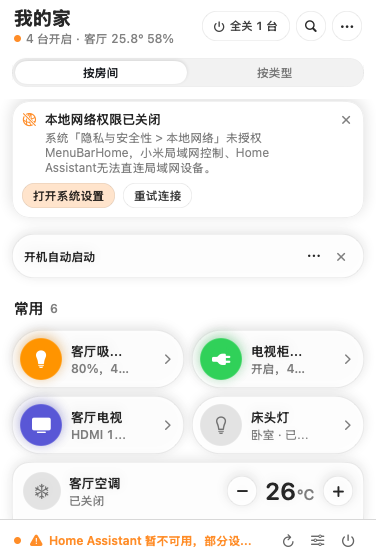 我的家
4 台开启 · 客厅 25.8° 58%
全关 1 台
按房间
按类型
本地网络权限已关闭
系统「隐私与安全性 > 本地网络」未授权
MenuBarHome，小米局域网控制、Home
Assistant无法直连局域网设备。
打开系统设置
重试连接
开机自动启动
常用 6
客厅吸…
80%，4…
电视柜…
开启，4…
客厅电视
HDMI 1…
床头灯
卧室 · 已…
客厅空调
已关闭
26°C
Home Assistant 暂不可用，部分设…